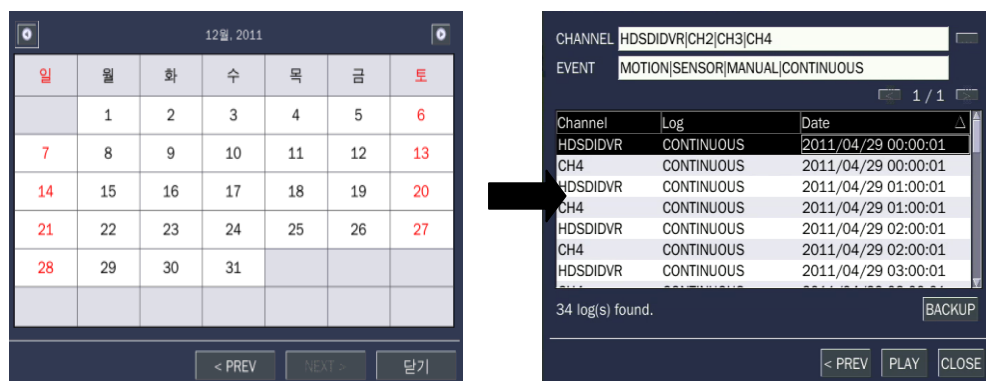 12월, 2011
일 월 화 수 목 금 토
1 2 3 4 5 6
7 8 9 10 11 12 13
14 15 16 17 18 19 20
21 22 23 24 25 26 27
28 29 30 31
< PREV NEXT > 닫기
CHANNEL HDSDIDVR|CH2|CH3|CH4
EVENT MOTION|SENSOR|MANUAL|CONTINUOUS
1 / 1
Channel Log Date
HDSDIDVR CONTINUOUS 2011/04/29 00:00:01
CH4 CONTINUOUS 2011/04/29 00:00:01
HDSDIDVR CONTINUOUS 2011/04/29 01:00:01
CH4 CONTINUOUS 2011/04/29 01:00:01
HDSDIDVR CONTINUOUS 2011/04/29 02:00:01
CH4 CONTINUOUS 2011/04/29 02:00:01
HDSDIDVR CONTINUOUS 2011/04/29 03:00:01
34 log(s) found. BACKUP
< PREV PLAY CLOSE